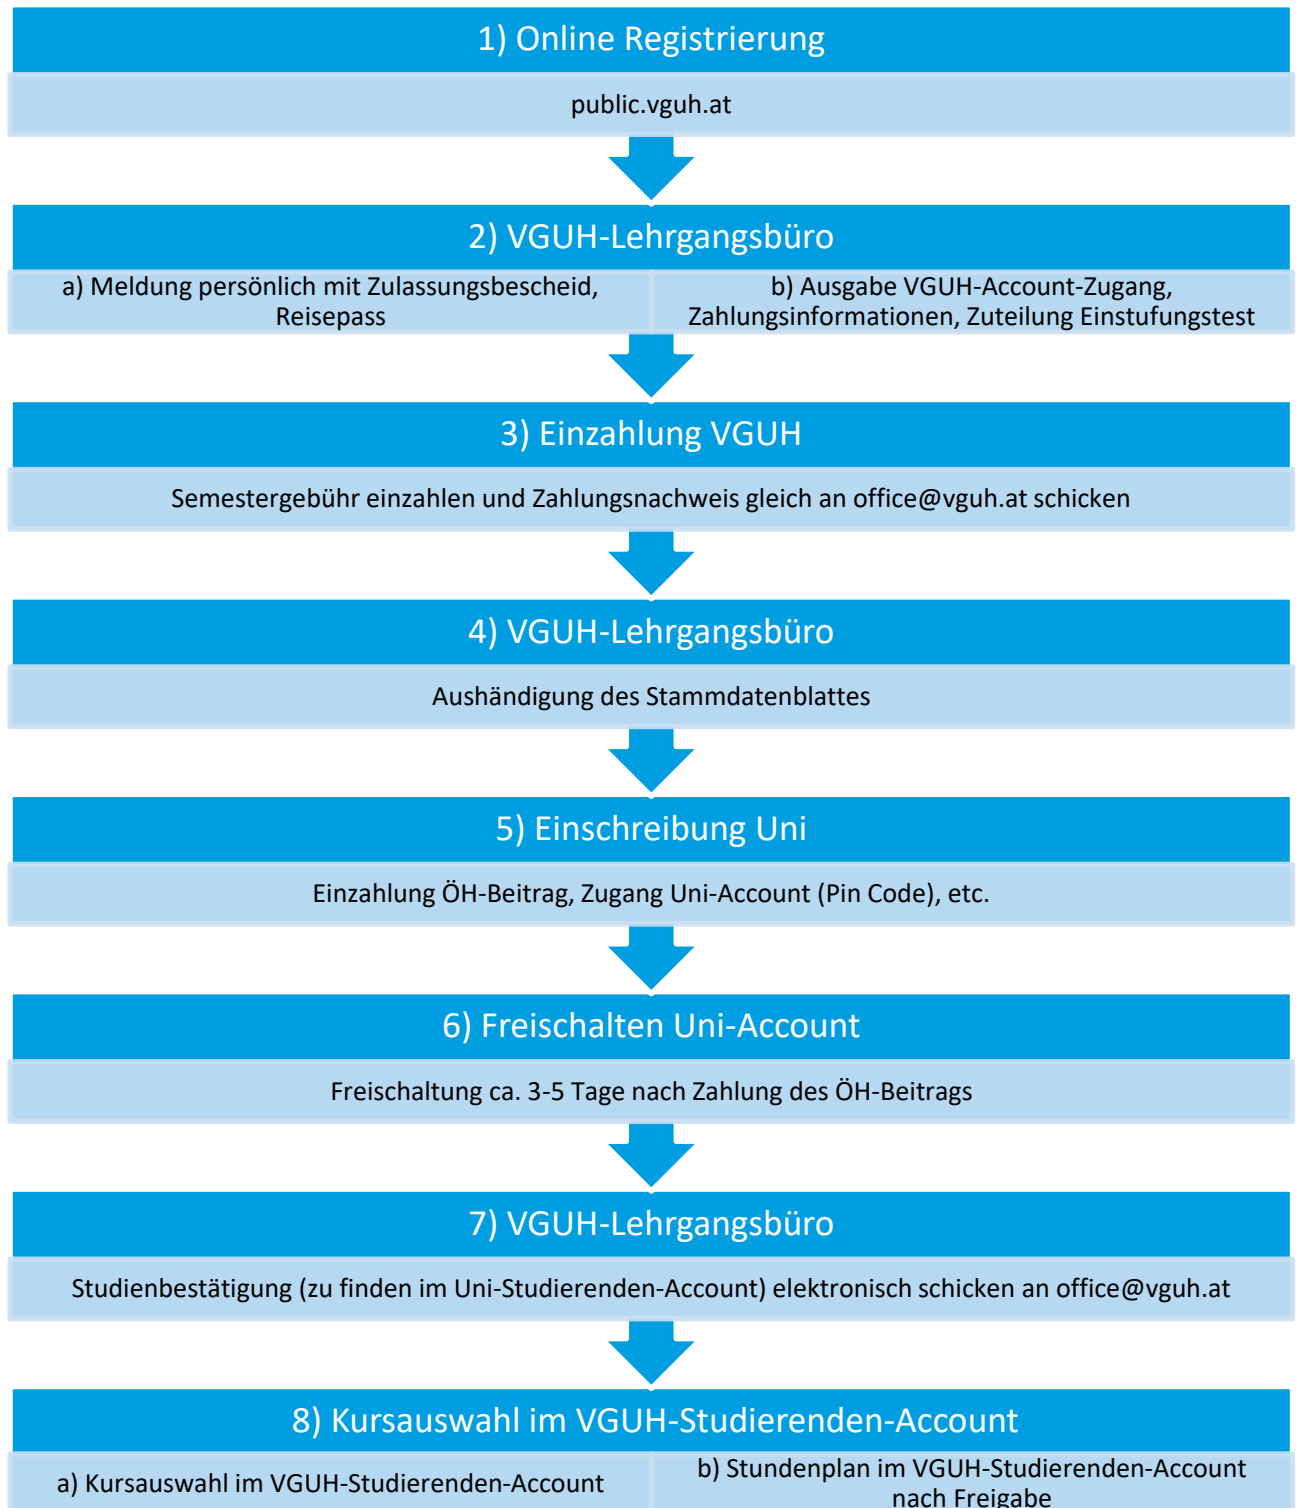 1) Online Registrierung
public.vguh.at
2) VGUH-Lehrgangsbüro
a) Meldung persönlich mit Zulassungsbescheid,
Reisepass
b) Ausgabe VGUH-Account-Zugang,
Zahlungsinformationen, Zuteilung Einstufungstest
3) Einzahlung VGUH
Semestergebühr einzahlen und Zahlungsnachweis gleich an office@vguh.at schicken
4) VGUH-Lehrgangsbüro
Aushändigung des Stammdatenblattes
5) Einschreibung Uni
Einzahlung ÖH-Beitrag, Zugang Uni-Account (Pin Code), etc.
6) Freischalten Uni-Account
Freischaltung ca. 3-5 Tage nach Zahlung des ÖH-Beitrags
7) VGUH-Lehrgangsbüro
Studienbestätigung (zu finden im Uni-Studierenden-Account) elektronisch schicken an office@vguh.at
8) Kursauswahl im VGUH-Studierenden-Account
a) Kursauswahl im VGUH-Studierenden-Account
b) Stundenplan im VGUH-Studierenden-Account
nach Freigabe